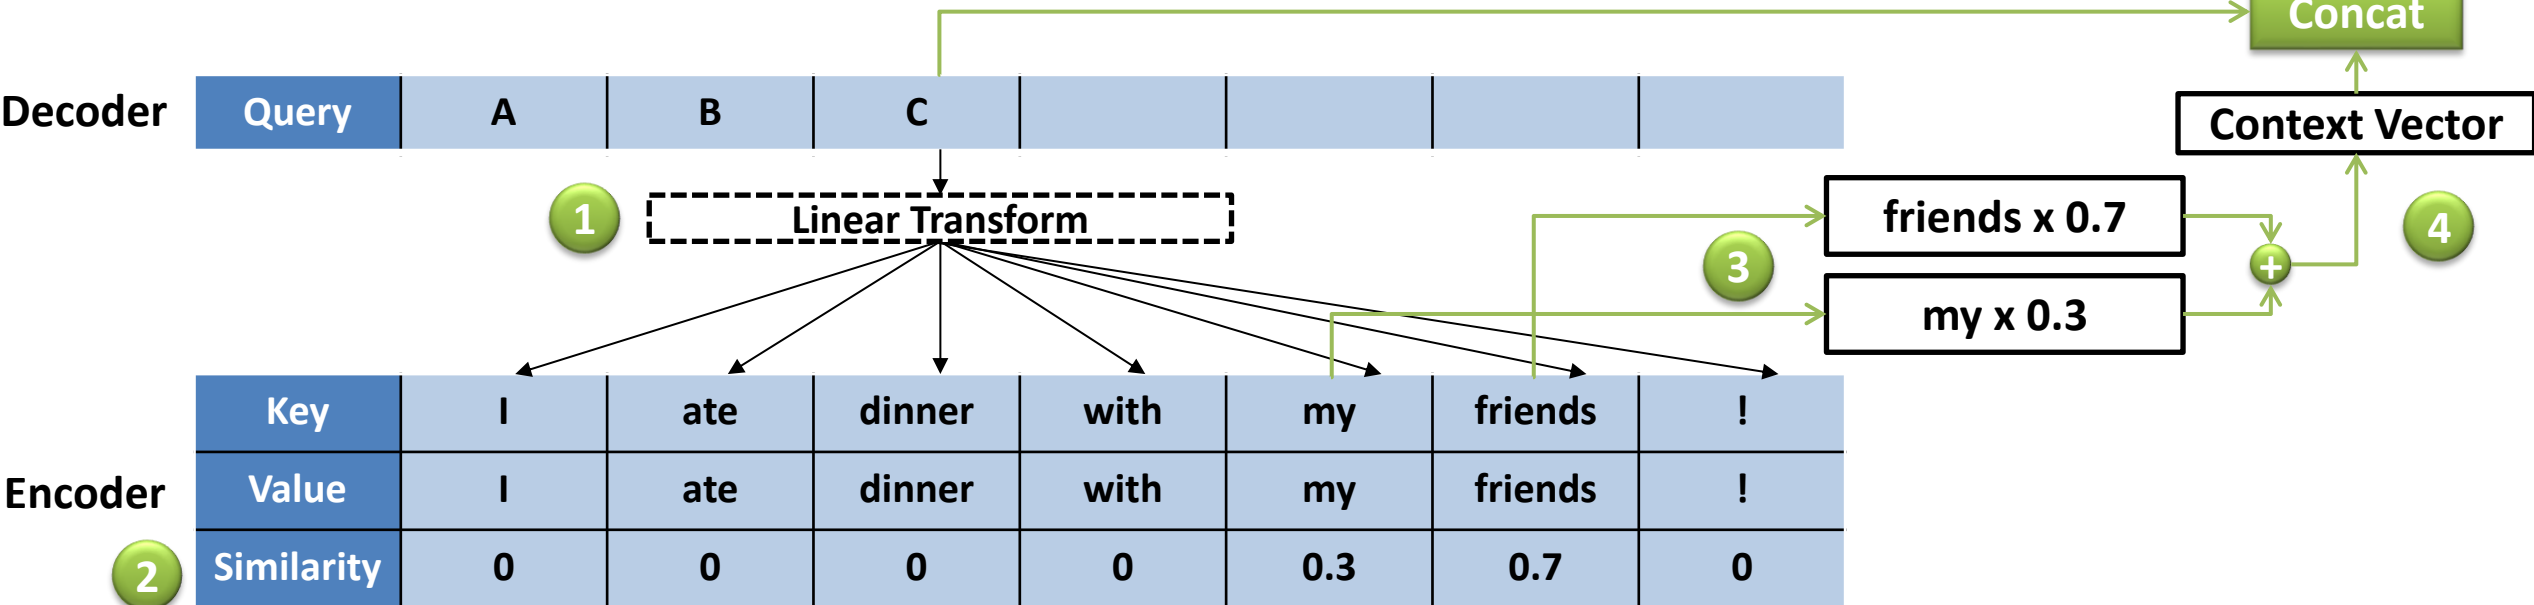 Concat
Decoder Query A B C
Context Vector
1 Linear Transform
friends x 0.7
4
3
+
my x 0.3
Key I ate dinner with my friends !
Encoder Value I ate dinner with my friends !
2 Similarity 0 0 0 0 0.3 0.7 0